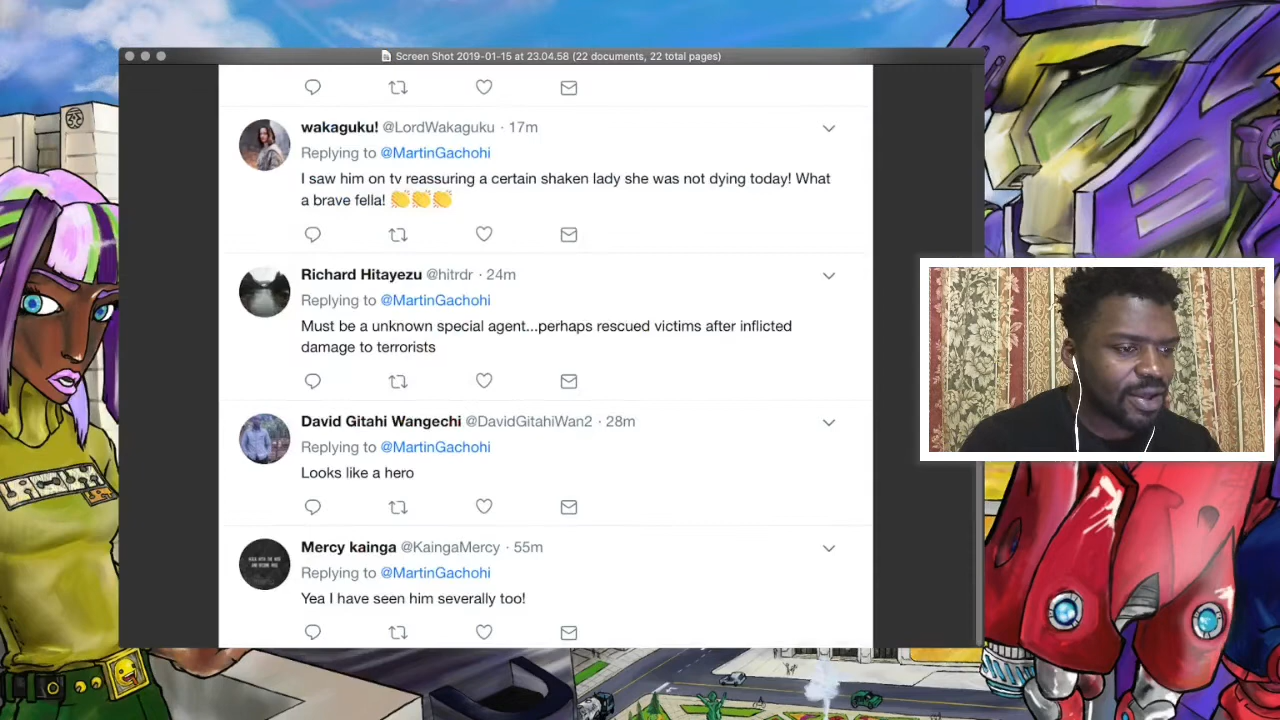 Screen Shot 2019-01-15 at 23.04.58 (22 documents, 22 total pages)
wakaguku! @LordWakaguku · 17m
Replying to @MartinGachohi
I saw him on tv reassuring a certain shaken lady she was not dying today! What
a brave fella! 👏👏👏
Richard Hitayezu @hitrdr · 24m
Replying to @MartinGachohi
Must be a unknown special agent...perhaps rescued victims after inflicted
damage to terrorists
David Gitahi Wangechi @DavidGitahiWan2 · 28m
Replying to @MartinGachohi
Looks like a hero
Mercy kainga @KaingaMercy · 55m
Replying to @MartinGachohi
Yea I have seen him severally too!